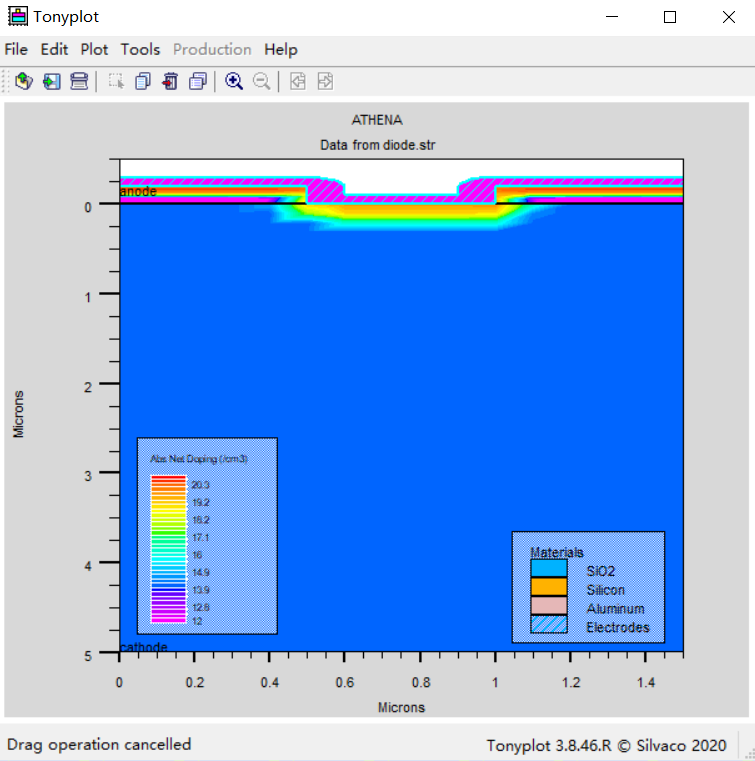 Tonyplot
File Edit Plot Tools Production Help
ATHENA
Data from diode.str
anode
0
1
2
3
4
5
Microns
Abs Net Doping (/cm3)
20.3
19.2
18.2
17.1
16
14.9
13.9
12.8
12
Materials
SiO2
Silicon
Aluminum
Electrodes
cathode
0 0.2 0.4 0.6 0.8 1 1.2 1.4
Microns
Drag operation cancelled
Tonyplot 3.8.46.R © Silvaco 2020